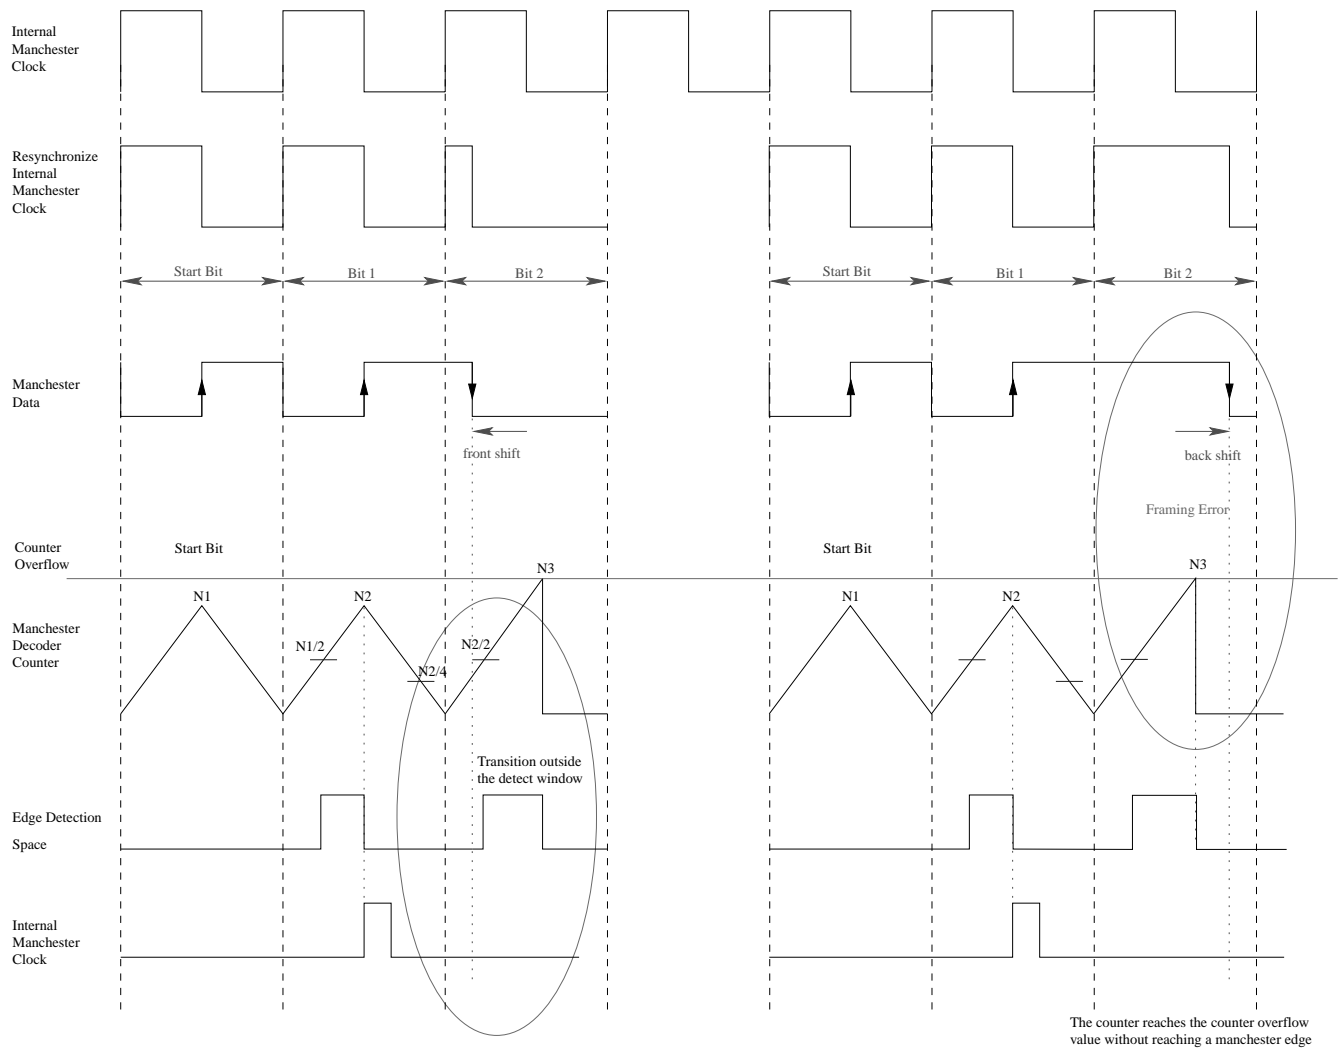 Internal
Manchester
Clock
Resynchronize
Internal
Manchester
Clock
Start Bit
Bit 1
Bit 2
Start Bit
Bit 1
Bit 2
Manchester
Data
front shift
back shift
Framing Error
Counter
Overflow
Start Bit
Start Bit
N3
N3
N1
N2
N1
N2
Manchester
Decoder
Counter
N1/2
N2/4
N2/2
Transition outside
the detect window
Edge Detection
Space
Internal
Manchester
Clock
The counter reaches the counter overflow
value without reaching a manchester edge